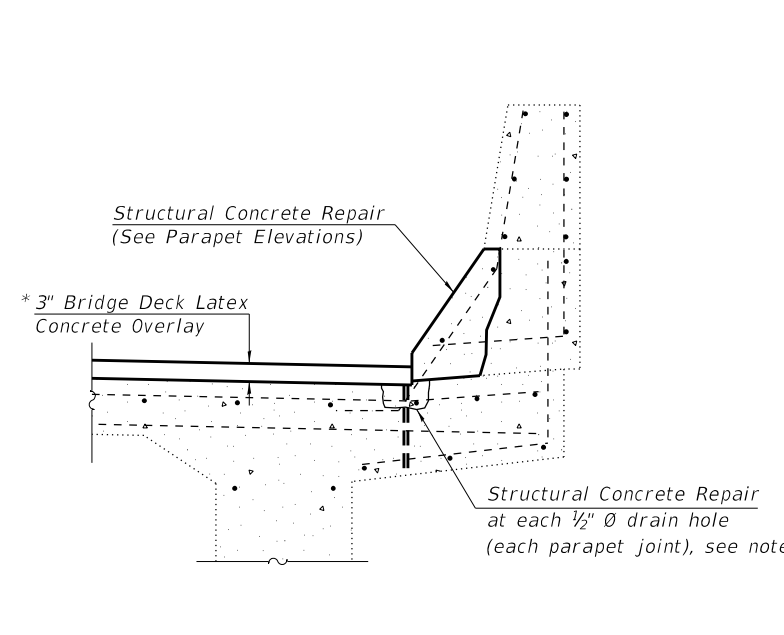 Structural Concrete Repair
(See Parapet Elevations)
* 3" Bridge Deck Latex
Concrete Overlay
Structural Concrete Repair
at each ½" Ø drain hole
(each parapet joint), see note